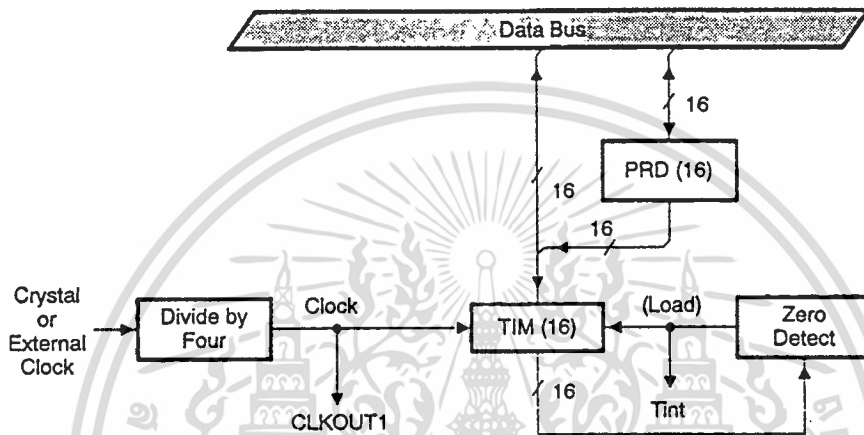 Data Bus
16
PRD (16)
16
16
Crystal
or
External
Clock
Divide by
Four
Clock
TIM (16)
(Load)
Zero
Detect
16
Tint
CLKOUT1